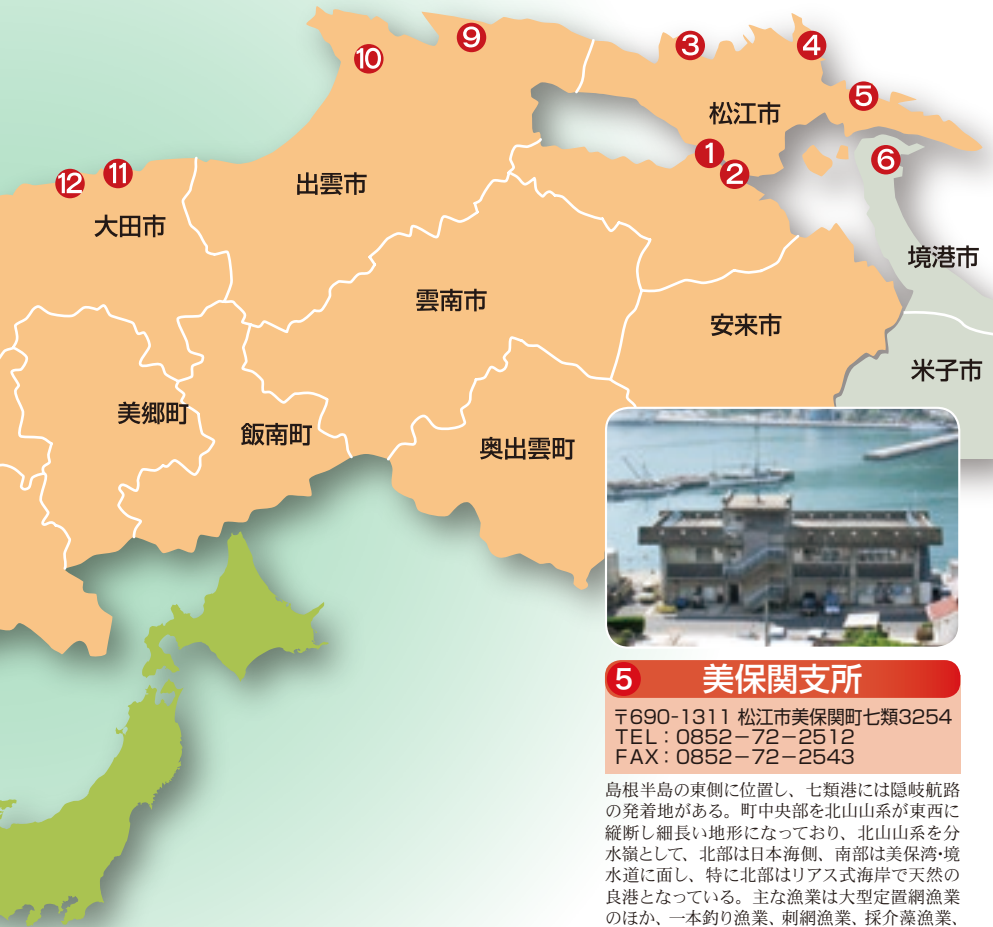 ⑨
③
④
⑩
⑤
松江市
①
⑥
②
⑪
⑫
出雲市
大田市
境港市
雲南市
安来市
米子市
美郷町
飯南町
奥出雲町
⑤ 美保関支所
〒690-1311 松江市美保関町七類3254
TEL：0852－72－2512
FAX：0852－72－2543
島根半島の東側に位置し、七類港には隠岐航路
の発着地がある。町中央部を北山山系が東西に
縦断し細長い地形になっており、北山山系を分
水嶺として、北部は日本海側、南部は美保湾・境
水道に面し、特に北部はリアス式海岸で天然の
良港となっている。主な漁業は大型定置網漁業
のほか、一本釣り漁業、刺網漁業、採介藻漁業、